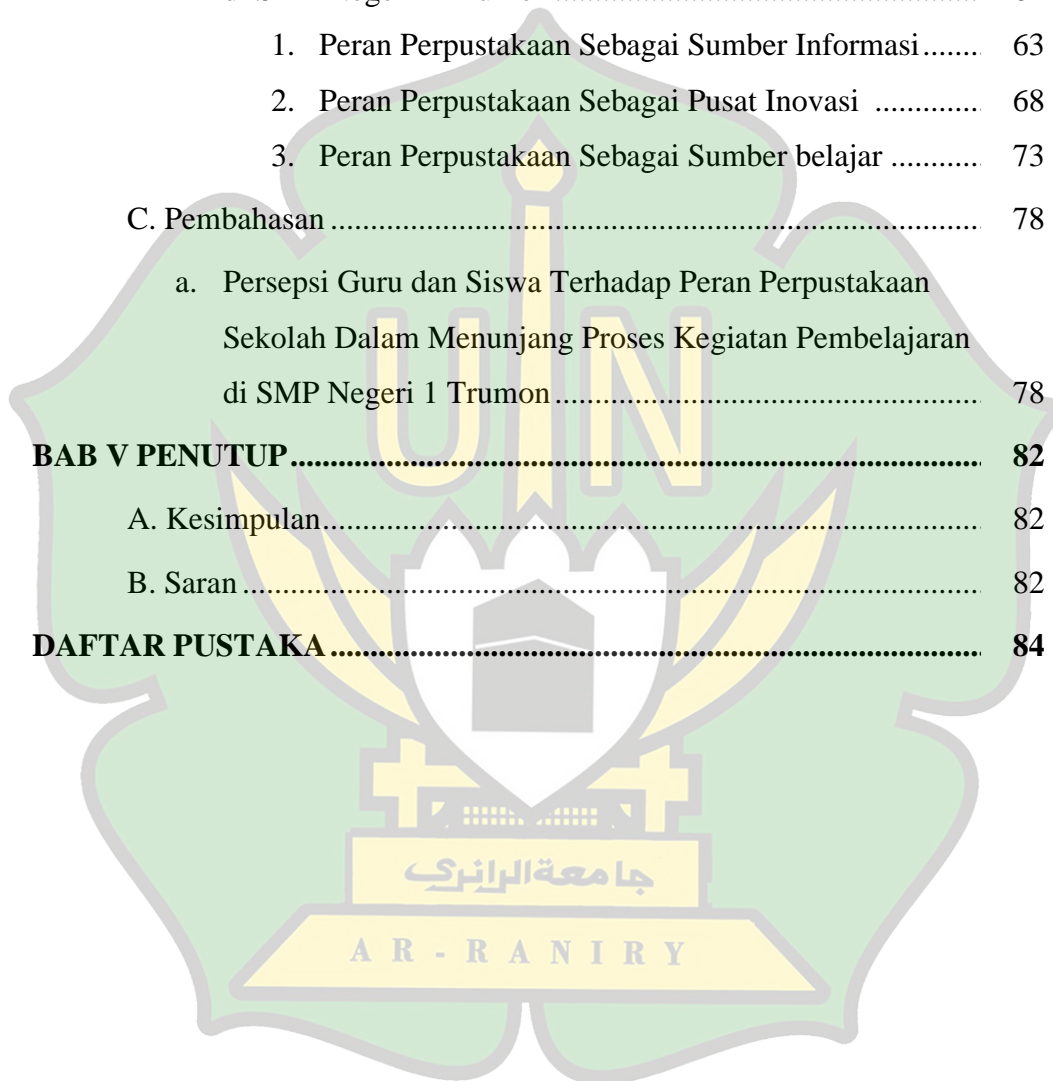 1. Peran Perpustakaan Sebagai Sumber Informasi........ 63
2. Peran Perpustakaan Sebagai Pusat Inovasi ............. 68
3. Peran Perpustakaan Sebagai Sumber belajar ........... 73
C. Pembahasan ........................................................................ 78
a. Persepsi Guru dan Siswa Terhadap Peran Perpustakaan
Sekolah Dalam Menunjang Proses Kegiatan Pembelajaran
di SMP Negeri 1 Trumon............................................... 78
BAB V PENUTUP............................................................................. 82
A. Kesimpulan......................................................................... 82
B. Saran .................................................................................. 82
DAFTAR PUSTAKA ........................................................................ 84
UIN
جامعةالرانري
AR-RANIRY